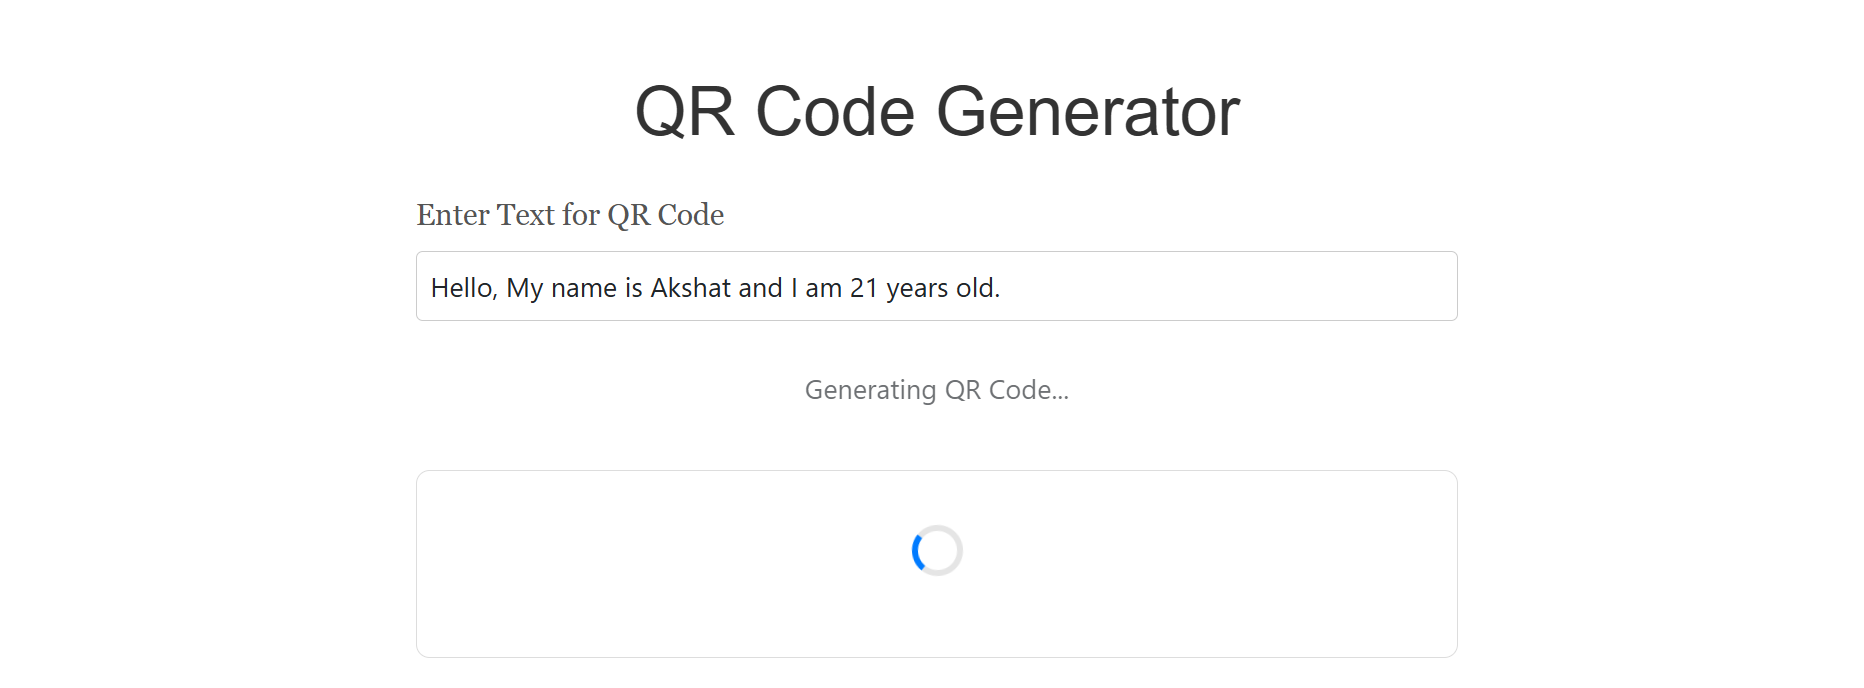 QR Code Generator
Enter Text for QR Code
Hello, My name is Akshat and I am 21 years old.
Generating QR Code...